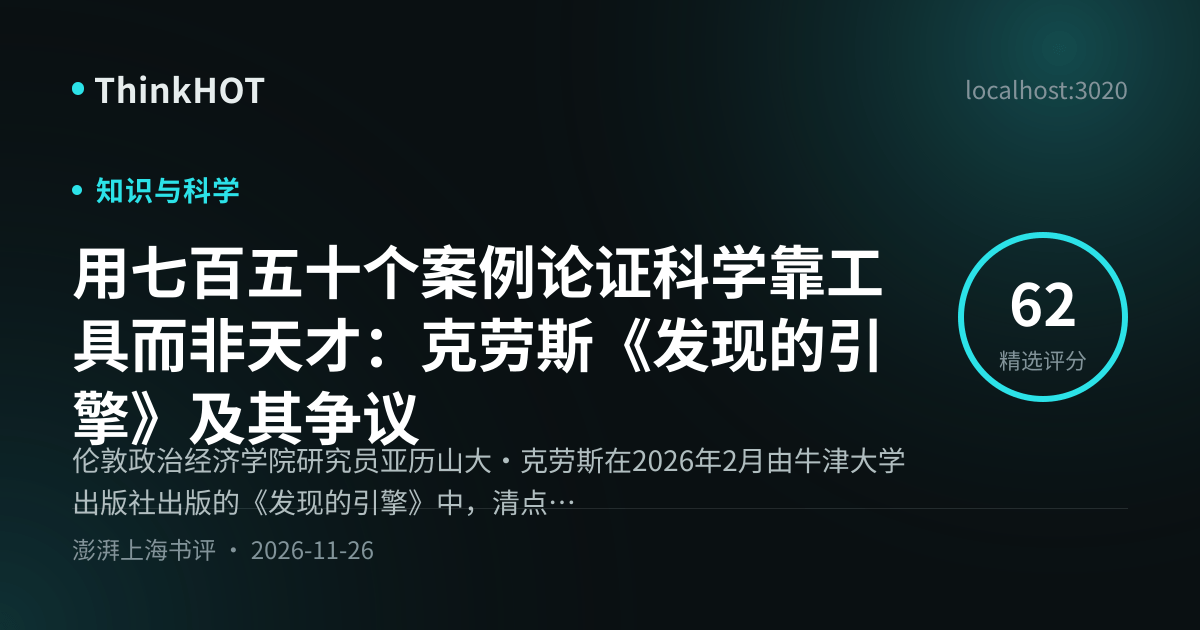 ThinkHOT
localhost:3020
知识与科学
用七百五十个案例论证科学靠工
具而非天才：克劳斯《发现的引
擎》及其争议
62
精选评分
伦敦政治经济学院研究员亚历山大・克劳斯在2026年2月由牛津大学
出版社出版的《发现的引擎》中，清点…
澎湃上海书评 · 2026-11-26